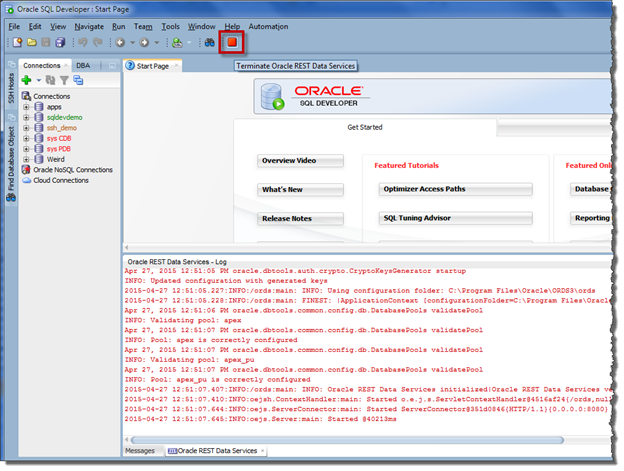 Oracle SQL Developer : Start Page
File Edit View Navigate Run Team Tools Window Help Automation
Connections × DBA
Start Page ×
Terminate Oracle REST Data Services
SSH Hosts
Find Database Object
Connections
apps
sqldevdemo
ssh_demo
sys CDB
sys PDB
Weird
Oracle NoSQL Connections
Cloud Connections
ORACLE
SQL DEVELOPER
Get Started
Overview Video
What's New
Release Notes
Featured Tutorials
Optimizer Access Paths
SQL Tuning Advisor
Featured Onl
Database
Reporting
Oracle REST Data Services - Log
Apr 27, 2015 12:51:05 PM oracle.dbtools.auth.crypto.CryptoKeysGenerator startup
INFO: Updated configuration with generated keys
2015-04-27 12:51:05.227:INFO:/ords:main: INFO: Using configuration folder: C:\Program Files\Oracle\ORDS3\ords
2015-04-27 12:51:05.228:INFO:/ords:main: FINEST: |ApplicationContext [configurationFolder=C:\Program Files\Oracle
Apr 27, 2015 12:51:06 PM oracle.dbtools.common.config.db.DatabasePools validatePool
INFO: Validating pool: apex
Apr 27, 2015 12:51:07 PM oracle.dbtools.common.config.db.DatabasePools validatePool
INFO: Pool: apex is correctly configured
Apr 27, 2015 12:51:07 PM oracle.dbtools.common.config.db.DatabasePools validatePool
INFO: Validating pool: apex_pu
Apr 27, 2015 12:51:07 PM oracle.dbtools.common.config.db.DatabasePools validatePool
INFO: Pool: apex_pu is correctly configured
2015-04-27 12:51:07.407:INFO:/ords:main: INFO: Oracle REST Data Services initialized|Oracle REST Data Services ve
2015-04-27 12:51:07.410:INFO:oejsh.ContextHandler:main: Started o.e.j.s.ServletContextHandler@4516af24{/ords,nul
2015-04-27 12:51:07.644:INFO:oejs.ServerConnector:main: Started ServerConnector@351d0846{HTTP/1.1}{0.0.0.0:8080}
2015-04-27 12:51:07.645:INFO:oejs.Server:main: Started @40213ms
Messages Oracle REST Data Services ×